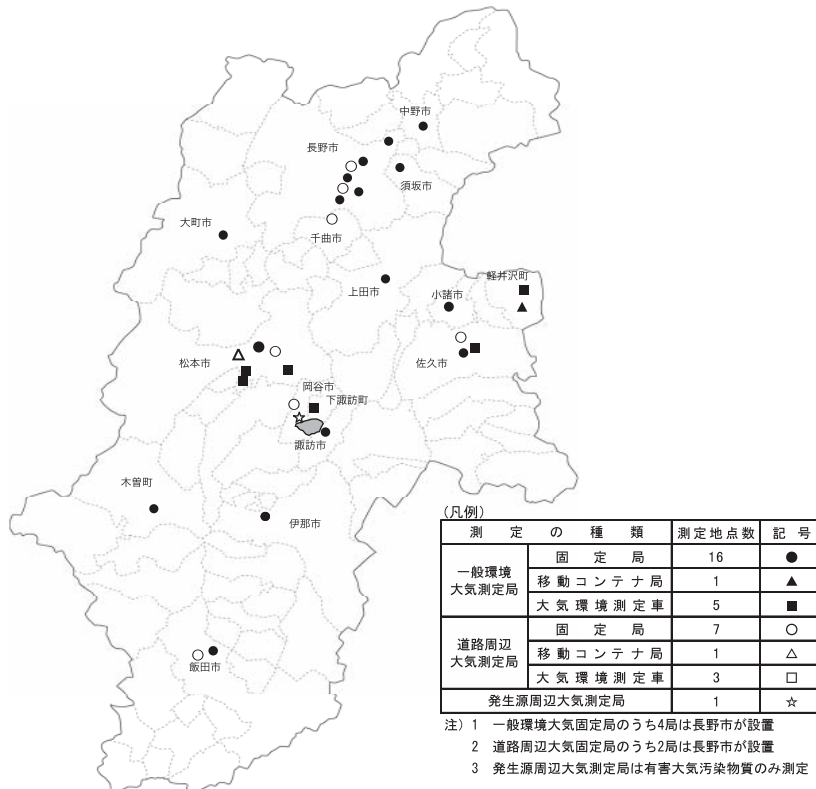 中野市
長野市
須坂市
大町市
千曲市
軽井沢町
上田市
小諸市
松本市
佐久市
岡谷市
下諏訪町
諏訪市
木曽町
伊那市
飯田市
(凡例)
測定の種類 測定地点数 記号
一般環境大気測定局 固定局 16 ●
移動コンテナ局 1 ▲
大気環境測定車 5 ■
道路周辺大気測定局 固定局 7 ○
移動コンテナ局 1 △
大気環境測定車 3 □
発生源周辺大気測定局 1 ☆
注) 1 一般環境大気固定局のうち4局は長野市が設置
2 道路周辺大気固定局のうち2局は長野市が設置
3 発生源周辺大気測定局は有害大気汚染物質のみ測定